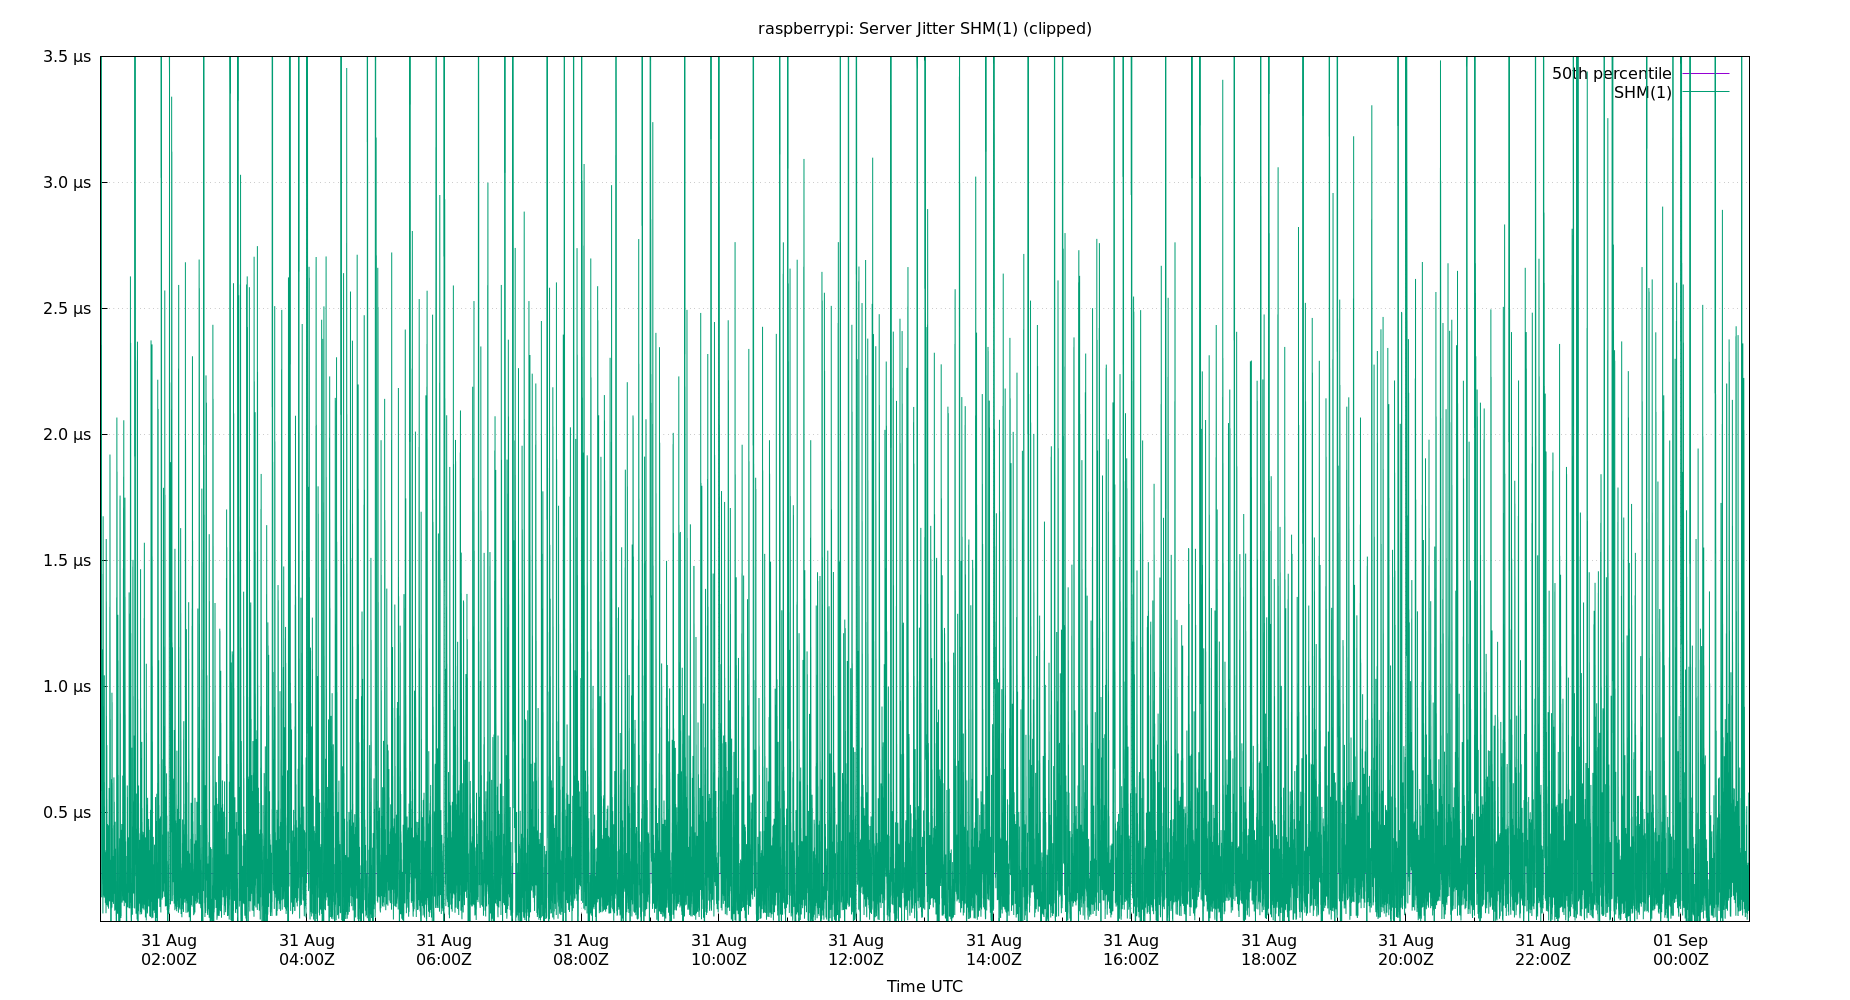 raspberrypi: Server Jitter SHM(1) (clipped)
3.5 µs
50th percentile
SHM(1)
3.0 µs
2.5 µs
2.0 µs
1.5 µs
1.0 µs
0.5 µs
31 Aug 31 Aug 31 Aug 31 Aug 31 Aug 31 Aug 31 Aug 31 Aug 31 Aug 31 Aug 31 Aug 01 Sep
02:00Z 04:00Z 06:00Z 08:00Z 10:00Z 12:00Z 14:00Z 16:00Z 18:00Z 20:00Z 22:00Z 00:00Z
Time UTC